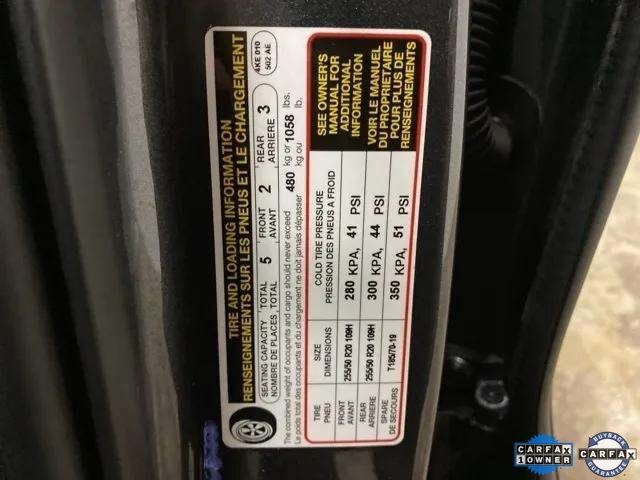 TIRE AND LOADING INFORMATION
RENSEIGNEMENTS SUR LES PNEUS ET LE CHARGEMENT
4KE 010
502 AE
SEATING CAPACITY TOTAL 5 FRONT 2 REAR 3
NOMBRE DE PLACES TOTAL AVANT ARRIERE
The combined weight of occupants and cargo should never exceed 480 kg or 1058 lbs.
Le poids total des occupants et du chargement ne doit jamais dépasser kg ou lb.
TIRE SIZE COLD TIRE PRESSURE
PNEU DIMENSIONS PRESSION DES PNEUS A FROID
FRONT
AVANT 255/50 R20 109H 280 KPA, 41 PSI
REAR
ARRIERE 255/50 R20 109H 300 KPA, 44 PSI
SPARE
DE SECOURS T185/70-19 350 KPA, 51 PSI
SEE OWNER'S
MANUAL FOR
ADDITIONAL
INFORMATION
VOIR LE MANUEL
DU PROPRIETAIRE
POUR PLUS DE
RENSEIGNEMENTS
CARFAX
1 OWNER
BUYBACK
CARFAX
GUARANTEE